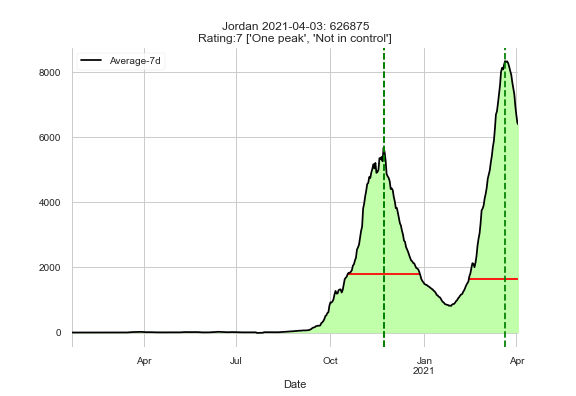 Jordan 2021-04-03: 626875
Rating:7 ['One peak', 'Not in control']
Average-7d
8000
6000
4000
2000
0
Apr
Jul
Oct
Jan
2021
Apr
Date